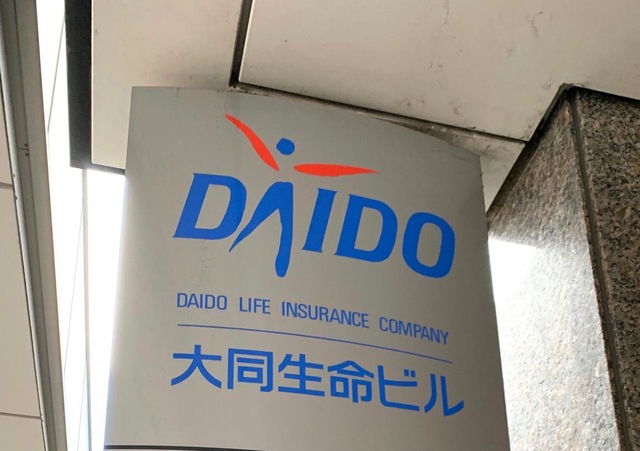 DAIDO
DAIDO LIFE INSURANCE COMPANY
大同生命ビル